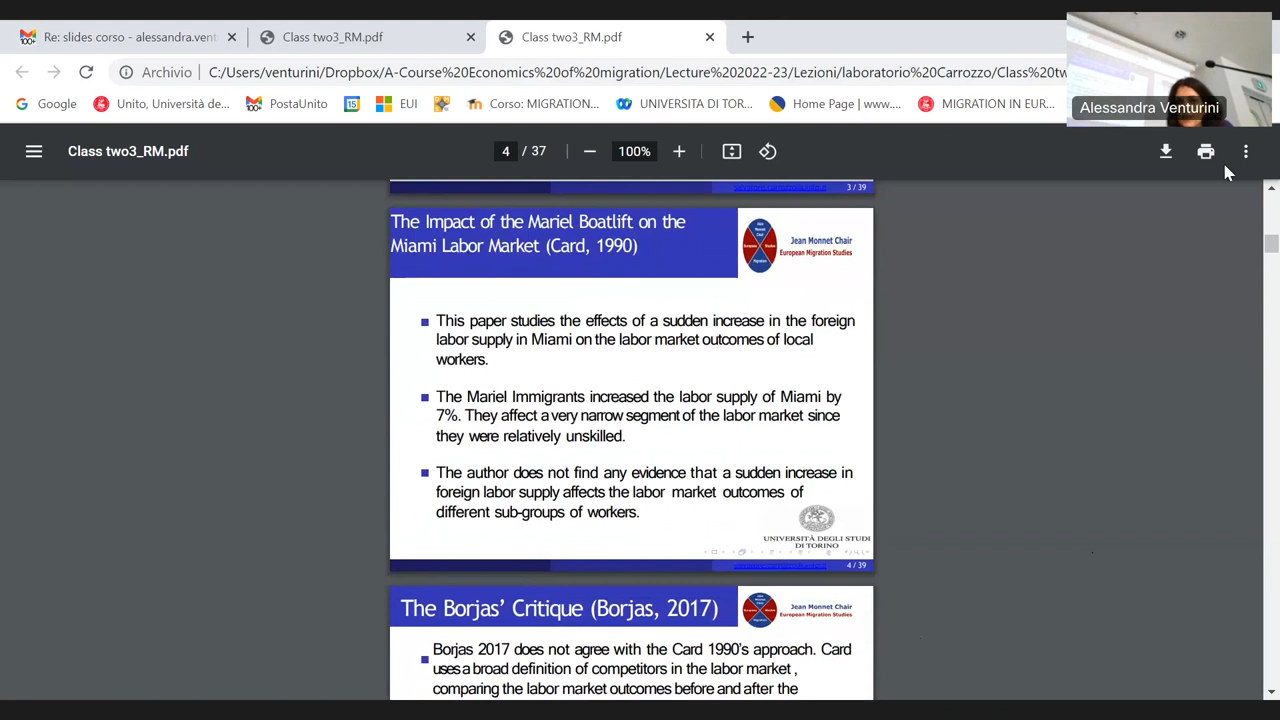 Re: slides corso - alessandra.vent
Class two3_RM.pdf
Class two3_RM.pdf
Archivio
C:/Users/venturini/Dropbox/A-Course%20Economics%20of%20migration/Lecture%202022-23/Lezioni/laboratorio%20Carrozzo/Class%20tw
Google
Unito, Università de...
PostaUnito
15
EUI
Corso: MIGRATION...
UNIVERSITA DI TOR...
Home Page | www....
MIGRATION IN EUR...
Alessandra Venturini
Class two3_RM.pdf
4 / 37
100%
3 / 39
The Impact of the Mariel Boatlift on the
Miami Labor Market (Card, 1990)
Jean Monnet Chair
European Migration Studies
This paper studies the effects of a sudden increase in the foreign
labor supply in Miami on the labor market outcomes of local
workers.
The Mariel Immigrants increased the labor supply of Miami by
7%. They affect a very narrow segment of the labor market since
they were relatively unskilled.
The author does not find any evidence that a sudden increase in
foreign labor supply affects the labor market outcomes of
different sub-groups of workers.
UNIVERSITÀ DEGLI STUDI
DI TORINO
4 / 39
The Borjas' Critique (Borjas, 2017)
Jean Monnet Chair
European Migration Studies
Borjas 2017 does not agree with the Card 1990's approach. Card
uses a broad definition of competitors in the labor market ,
comparing the labor market outcomes before and after the